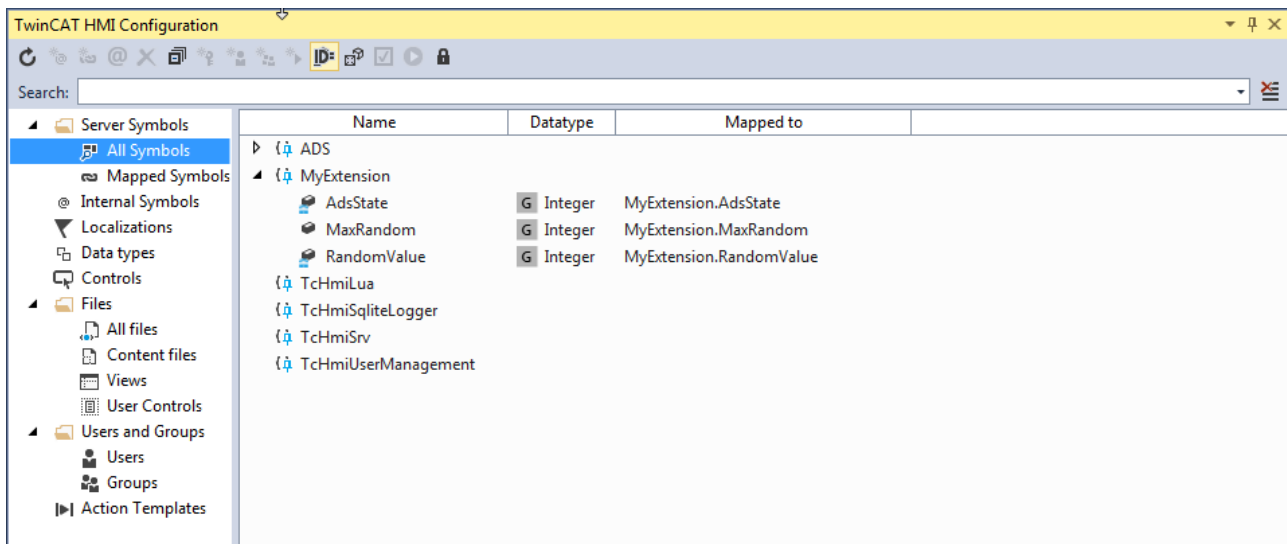 TwinCAT HMI Configuration
ID=
Search:
Server Symbols
All Symbols
Mapped Symbols
@ Internal Symbols
Localizations
Data types
Controls
Files
All files
Content files
Views
User Controls
Users and Groups
Users
Groups
Action Templates
Name Datatype Mapped to
ADS
MyExtension
AdsState G Integer MyExtension.AdsState
MaxRandom G Integer MyExtension.MaxRandom
RandomValue G Integer MyExtension.RandomValue
TcHmiLua
TcHmiSqliteLogger
TcHmiSrv
TcHmiUserManagement